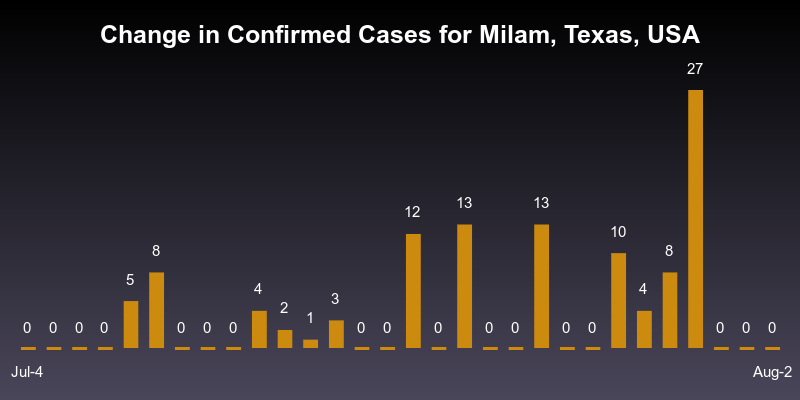 Change in Confirmed Cases for Milam, Texas, USA
0 0 0 0 5 8 0 0 0 4 2 1 3 0 0 12 0 13 0 0 13 0 0 10 4 8 27 0 0 0
Jul-4 Aug-2